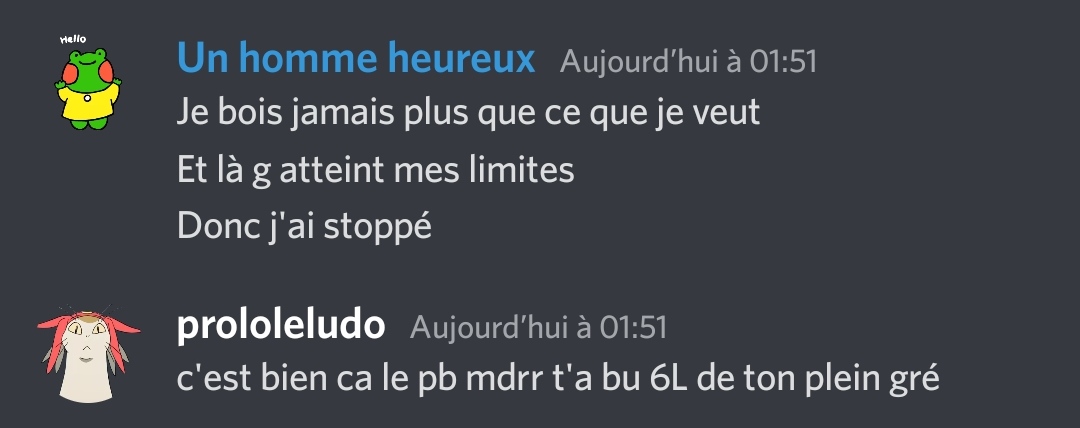 Hello
Un homme heureux Aujourd'hui à 01:51
Je bois jamais plus que ce que je veut
Et là g atteint mes limites
Donc j'ai stoppé
prololeludo Aujourd'hui à 01:51
c'est bien ca le pb mdrr t'a bu 6L de ton plein gré